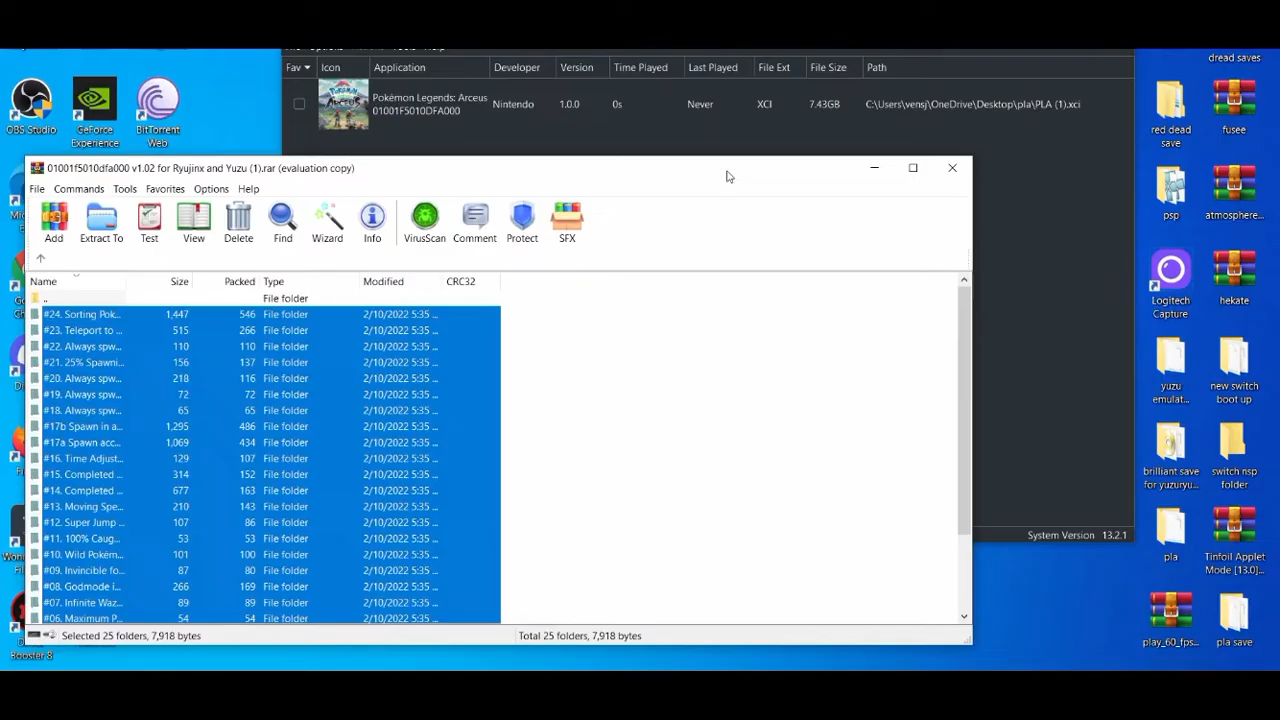 dread saves
Fav Icon Application Developer Version Time Played Last Played File Ext File Size Path
Pokémon Legends: Arceus
01001F5010DFA000
Nintendo 1.0.0 0s Never XCI 7.43GB C:\Users\vensj\OneDrive\Desktop\pla\PLA (1).xci
OBS Studio
GeForce
Experience
BitTorrent
Web
red dead
save
fusee
01001f5010dfa000 v1.02 for Ryujinx and Yuzu (1).rar (evaluation copy)
File Commands Tools Favorites Options Help
Add Extract To Test View Delete Find Wizard Info VirusScan Comment Protect SFX
psp
atmosphere...
Name Size Packed Type Modified CRC32
.. File folder
#24. Sorting Pok... 1,447 546 File folder 2/10/2022 5:35 ...
#23. Teleport to ... 515 266 File folder 2/10/2022 5:35 ...
#22. Always spw... 110 110 File folder 2/10/2022 5:35 ...
#21. 25% Spawni... 156 137 File folder 2/10/2022 5:35 ...
#20. Always spw... 218 116 File folder 2/10/2022 5:35 ...
#19. Always spw... 72 72 File folder 2/10/2022 5:35 ...
#18. Always spw... 65 65 File folder 2/10/2022 5:35 ...
#17b Spawn in a... 1,295 486 File folder 2/10/2022 5:35 ...
#17a Spawn acc... 1,069 434 File folder 2/10/2022 5:35 ...
#16. Time Adjust... 129 107 File folder 2/10/2022 5:35 ...
#15. Completed ... 314 152 File folder 2/10/2022 5:35 ...
#14. Completed ... 677 163 File folder 2/10/2022 5:35 ...
#13. Moving Spe... 210 143 File folder 2/10/2022 5:35 ...
#12. Super Jump ... 107 86 File folder 2/10/2022 5:35 ...
#11. 100% Caug... 53 53 File folder 2/10/2022 5:35 ...
#10. Wild Pokém... 101 100 File folder 2/10/2022 5:35 ...
#09. Invincible fo... 87 80 File folder 2/10/2022 5:35 ...
#08. Godmode i... 266 169 File folder 2/10/2022 5:35 ...
#07. Infinite Waz... 89 89 File folder 2/10/2022 5:35 ...
#06. Maximum P... 54 54 File folder 2/10/2022 5:35 ...
Selected 25 folders, 7,918 bytes Total 25 folders, 7,918 bytes
Logitech
Capture
hekate
yuzu
emulat...
new switch
boot up
brilliant save
for yuzuryu...
switch nsp
folder
System Version 13.2.1
pla
Tinfoil Applet
Mode [13.0]...
play_60_fps...
pla save
Booster 8